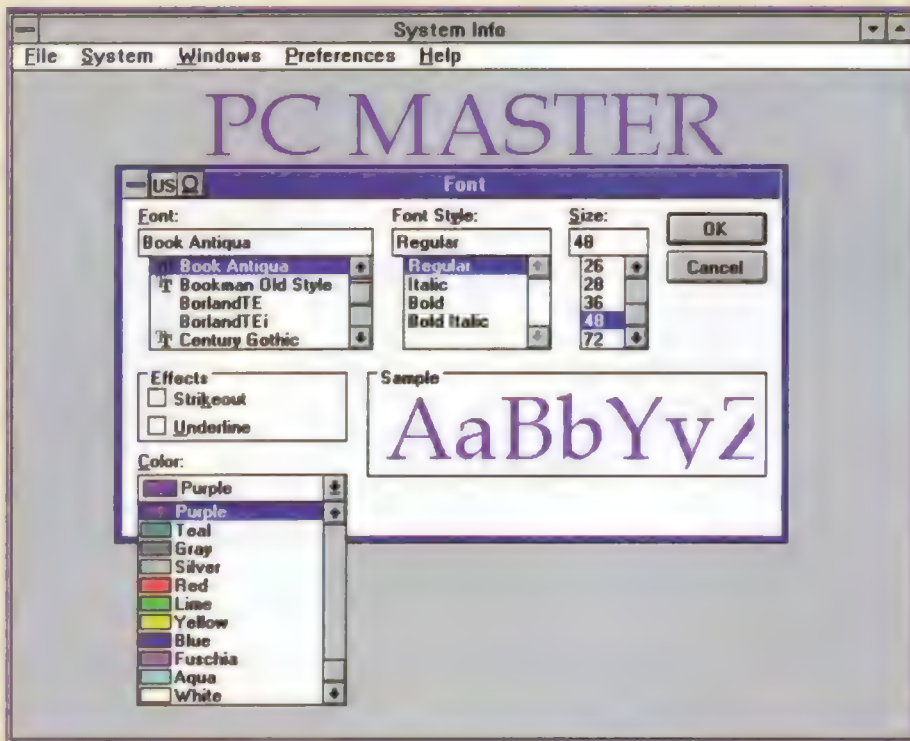 System Info
File System Windows Preferences Help
PC MASTER
US
Font
Font: Font Style: Size:
Book Antiqua Regular 48
OK
Cancel
Book Antiqua Regular 26
Bookman Old Style Italic 28
BorlandTE Bold 36
BorlandTEi Bold Italic 48
Century Gothic 72
Effects
Strikeout
Underline
Sample
AaBbYyZ
Color:
Purple
Purple
Teal
Gray
Silver
Red
Lime
Yellow
Blue
Fuschia
Aqua
White